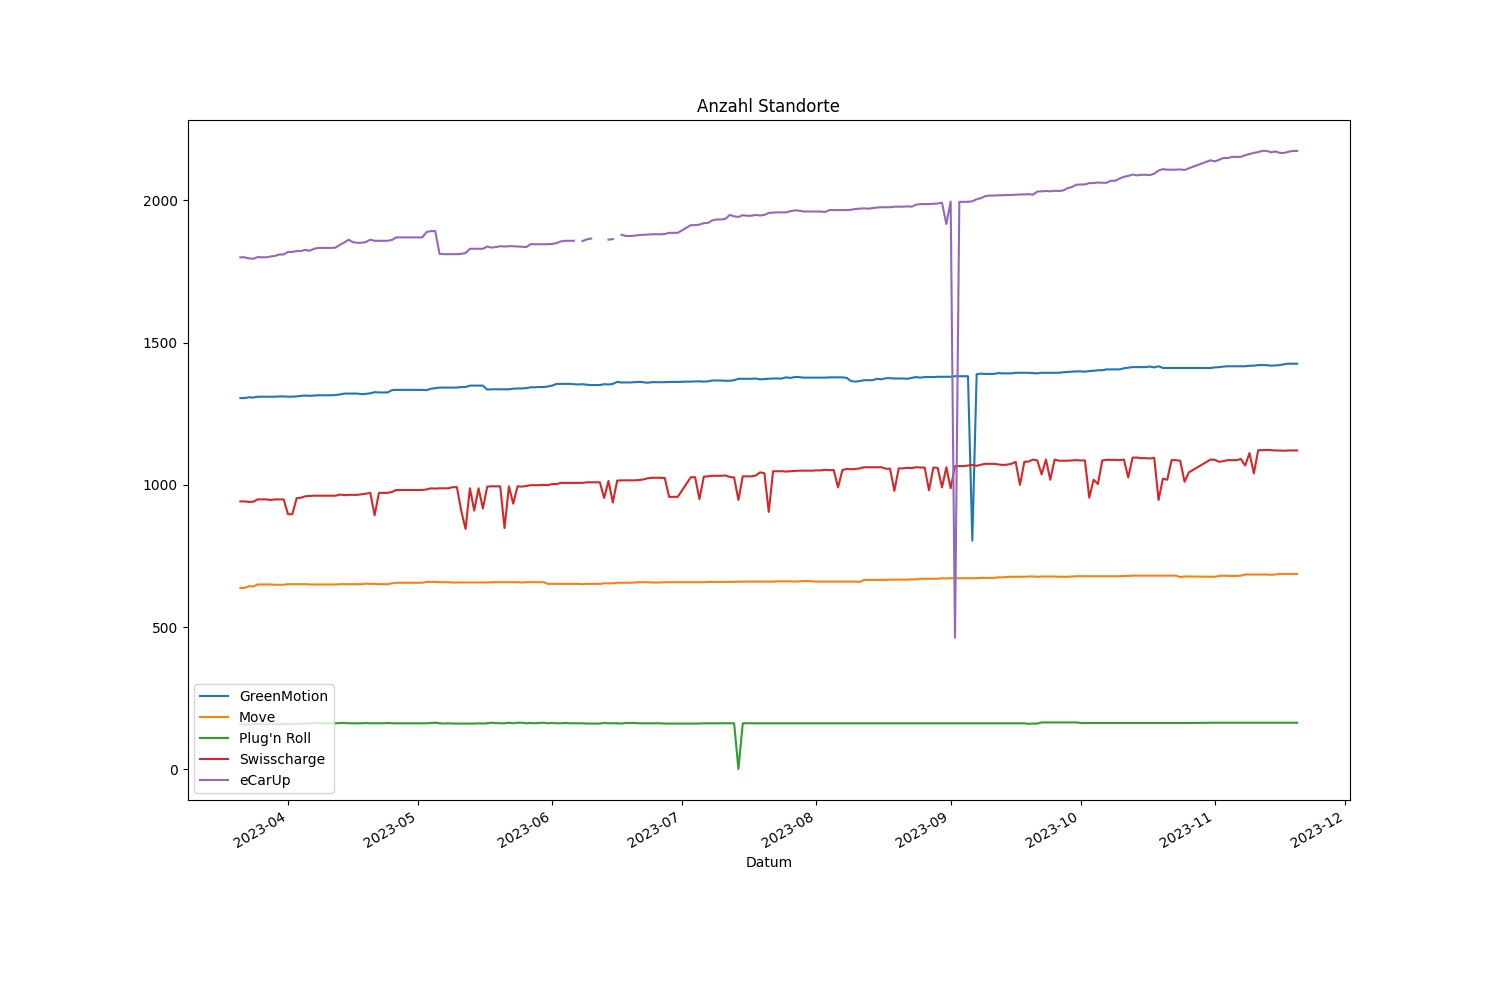 Anzahl Standorte
2000
1500
1000
500
0
GreenMotion
Move
Plug'n Roll
Swisscharge
eCarUp
2023-04
2023-05
2023-06
2023-07
2023-08
2023-09
2023-10
2023-11
2023-12
Datum